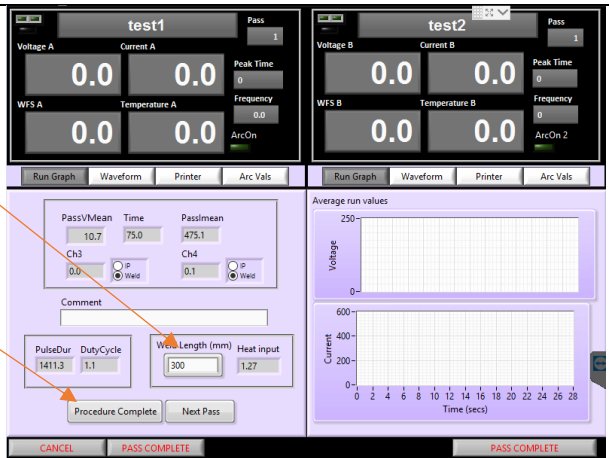 test1
Pass
1
Voltage A
Current A
0.0
0.0
Peak Time
0
WFS A
Temperature A
Frequency
0.0
0.0
0.0
ArcOn
Run Graph
Waveform
Printer
Arc Vals
PassVMean
Time
PassImean
10.7
75.0
475.1
Ch3
Ch4
0.0
IP
Weld
0.1
IP
Weld
Comment
PulseDur
DutyCycle
1411.3
1.1
Weld Length (mm)
Heat input
300
1.27
Procedure Complete
Next Pass
CANCEL
PASS COMPLETE
test2
Pass
1
Voltage B
Current B
0.0
0.0
Peak Time
0
WFS B
Temperature B
Frequency
0
0.0
0.0
ArcOn 2
Run Graph
Waveform
Printer
Arc Vals
Average run values
250
Voltage
0
600
400
Current
200
0
0 2 4 6 8 10 12 14 16 18 20 22 24 26 28
Time (secs)
PASS COMPLETE